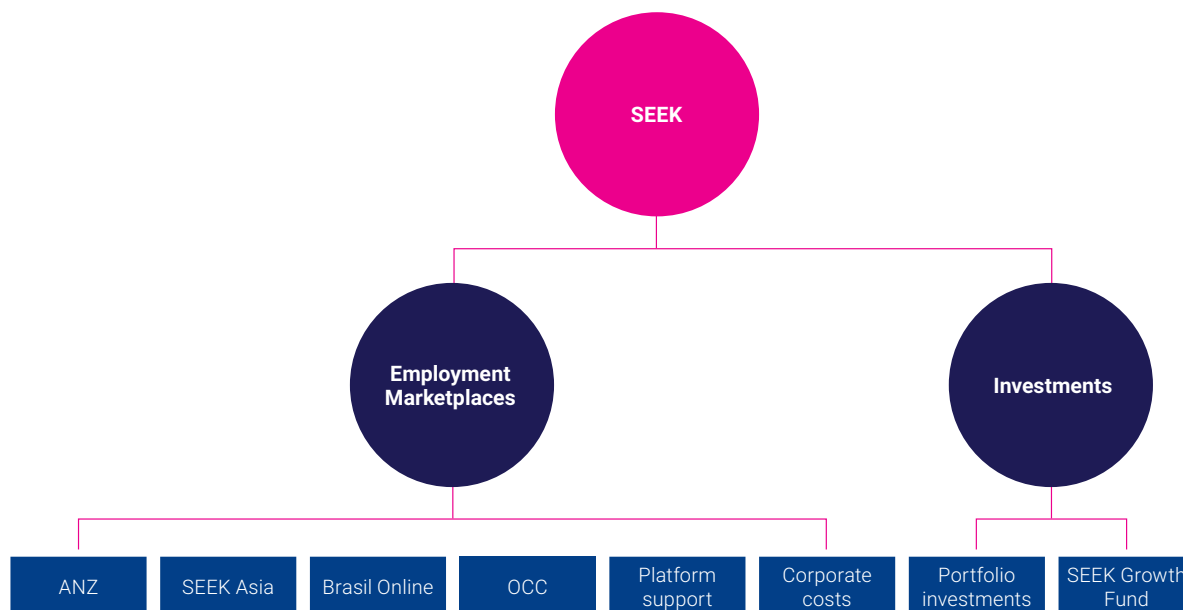 SEEK
Employment
Marketplaces
Investments
ANZ
SEEK Asia
Brasil Online
OCC
Platform
support
Corporate
costs
Portfolio
investments
SEEK Growth
Fund